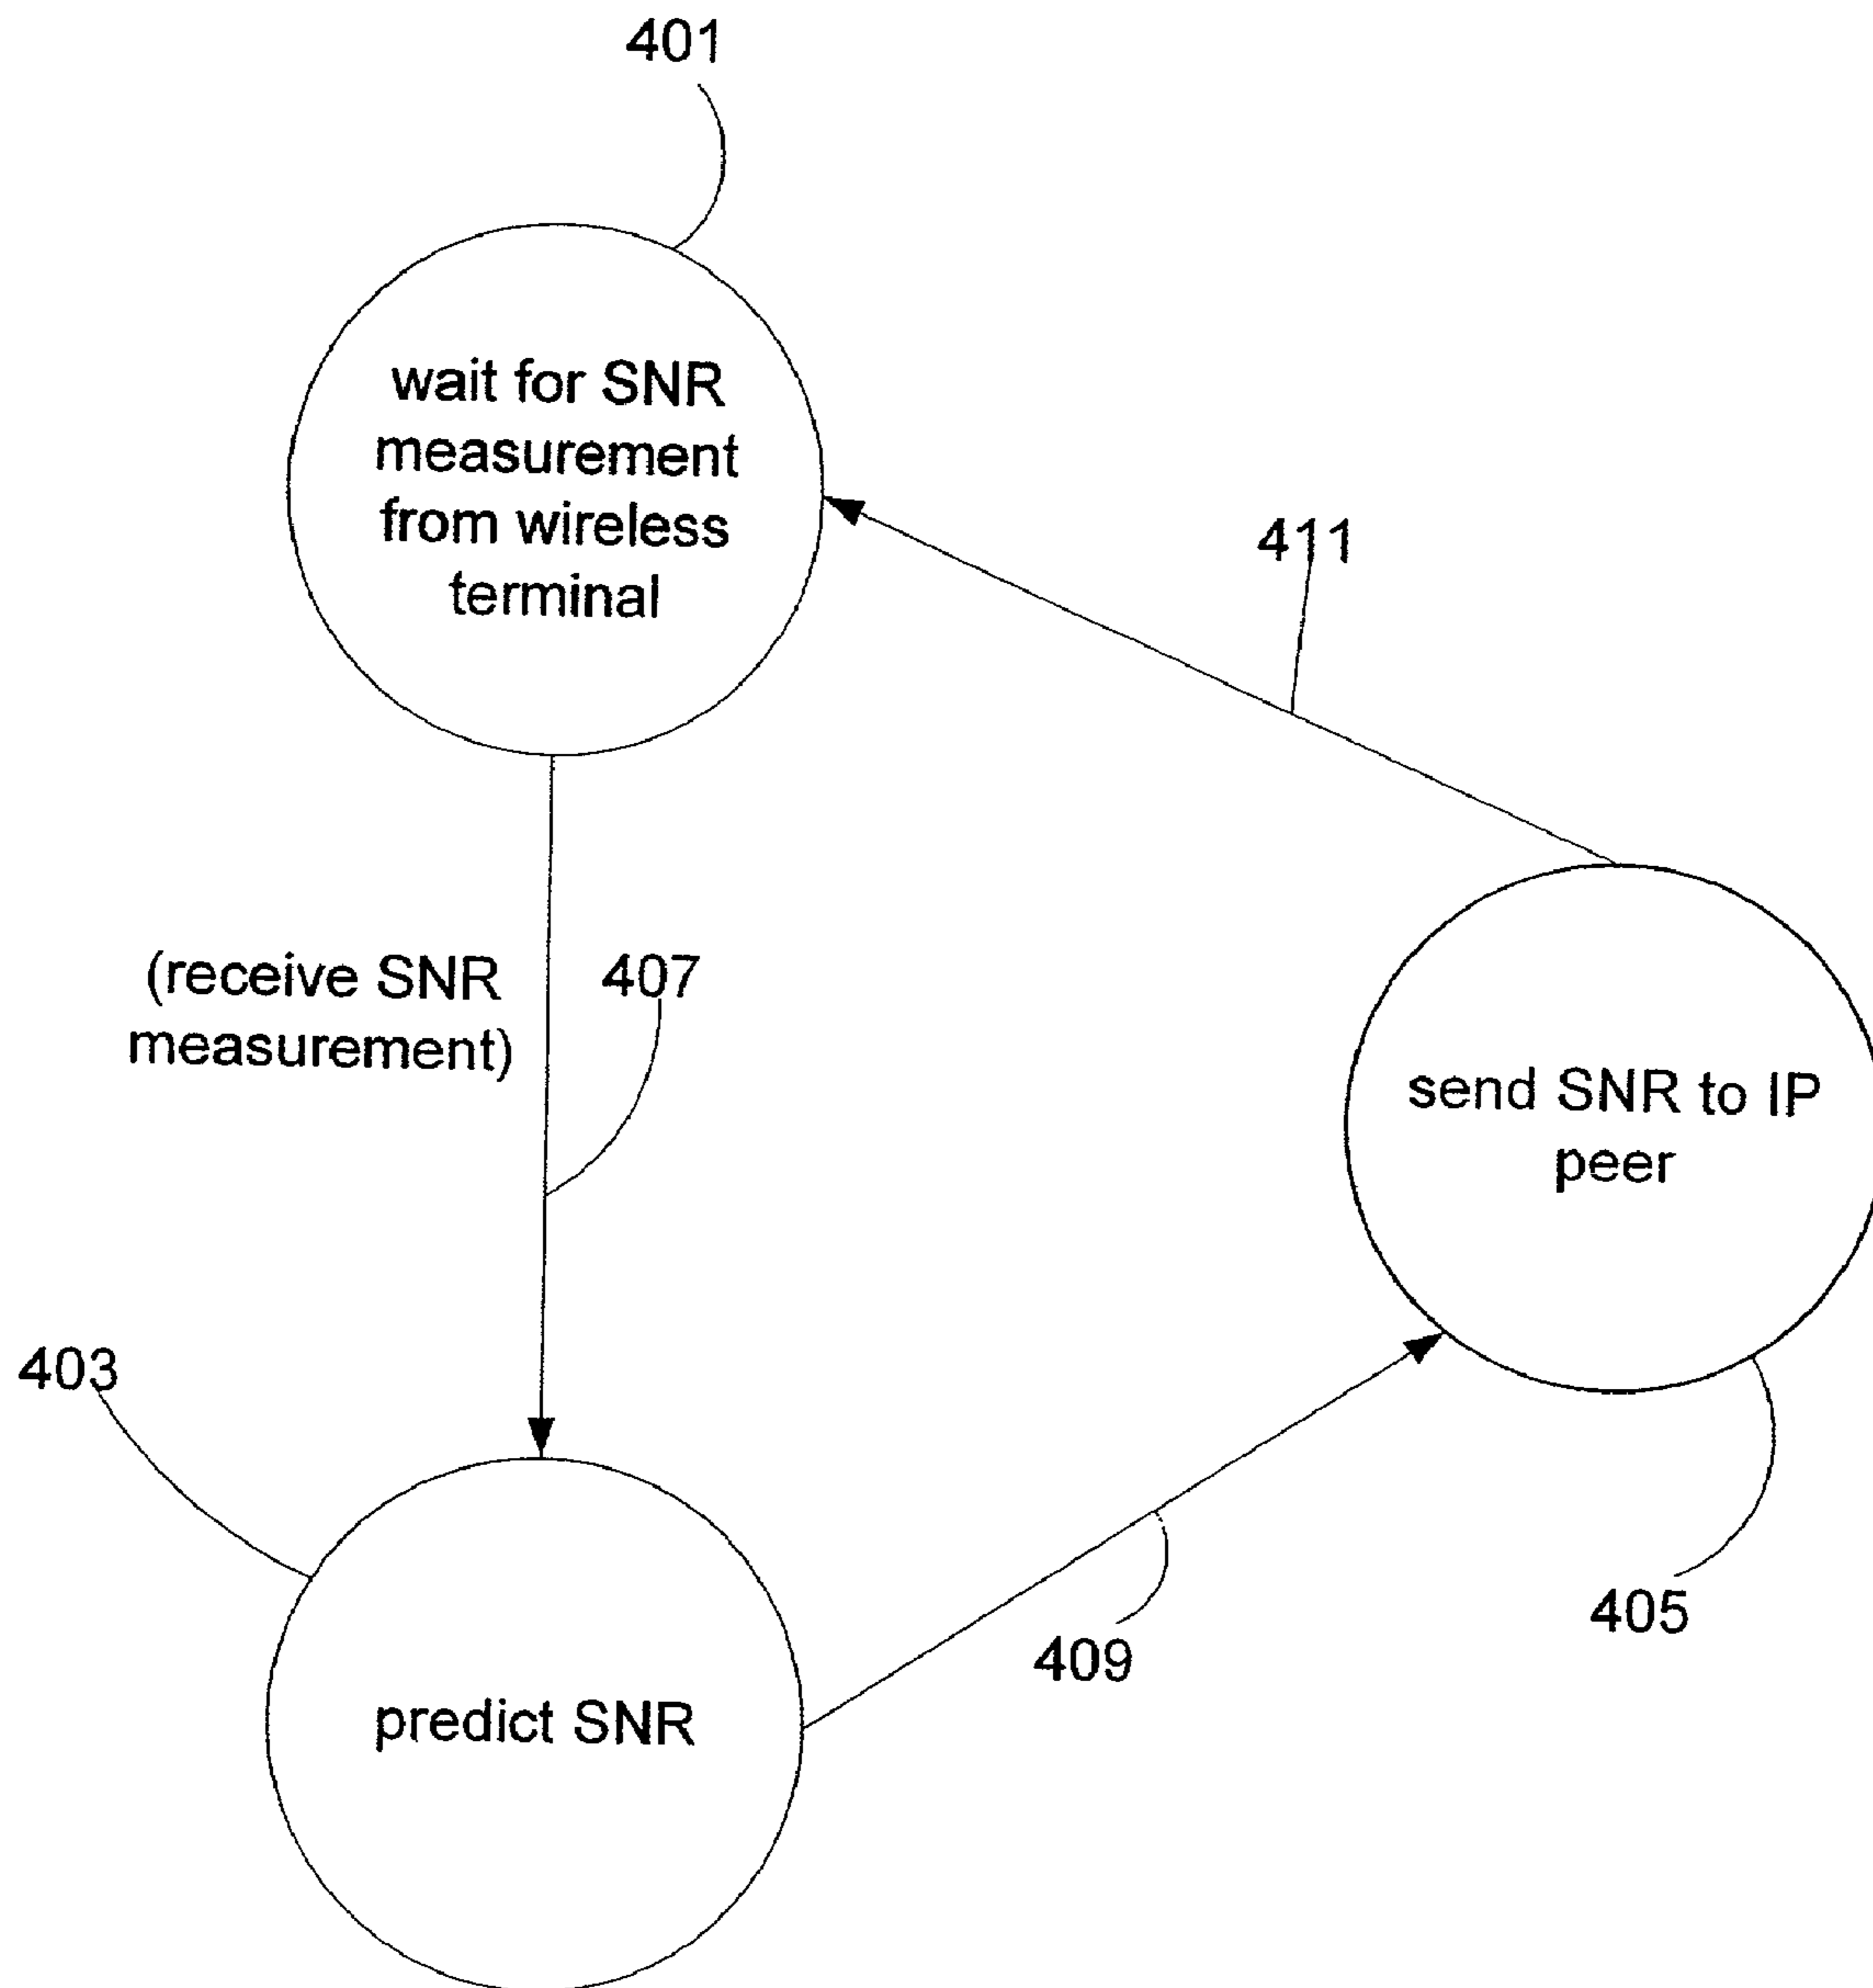 401
wait for SNR
measurement
from wireless
terminal
411
(receive SNR
measurement)
407
send SNR to IP
peer
403
405
409
predict SNR